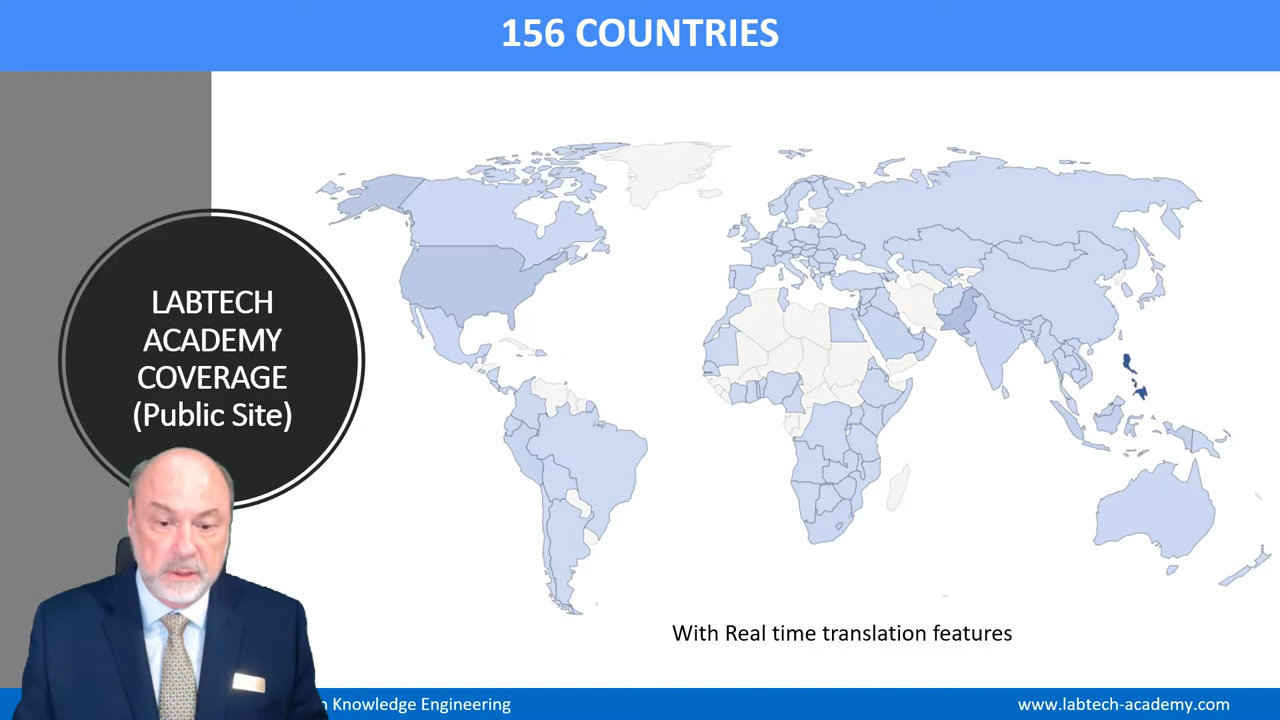 156 COUNTRIES
LABTECH
ACADEMY
COVERAGE
(Public Site)
With Real time translation features
Knowledge Engineering
www.labtech-academy.com